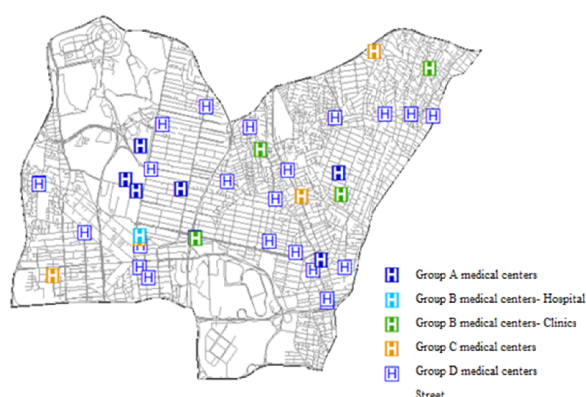 Group A medical centers
Group B medical centers- Hospital
Group B medical centers- Clinics
Group C medical centers
Group D medical centers
Street